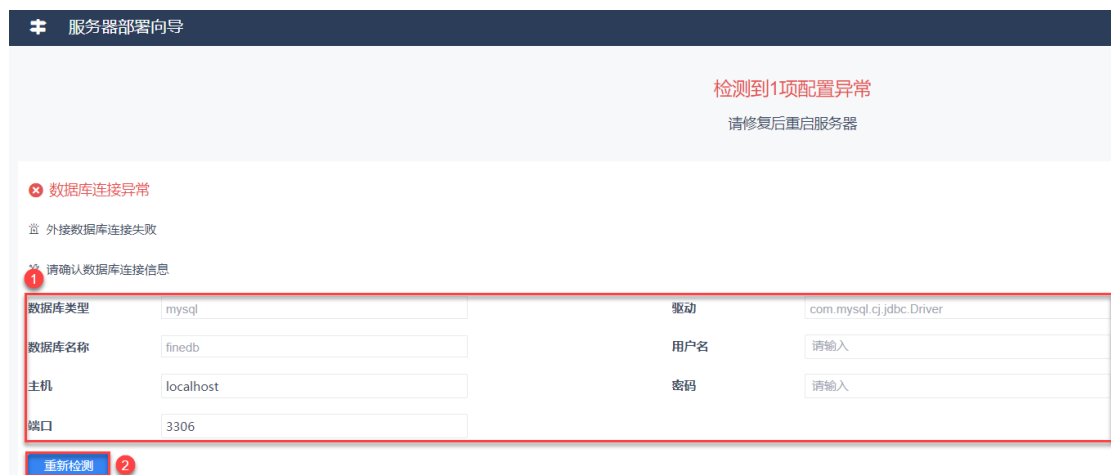 服务器部署向导
检测到1项配置异常
请修复后重启服务器
数据库连接异常
外接数据库连接失败
请确认数据库连接信息
1
数据库类型 mysql 驱动 com.mysql.cj.jdbc.Driver
数据库名称 finedb 用户名 请输入
主机 localhost 密码 请输入
端口 3306
重新检测 2